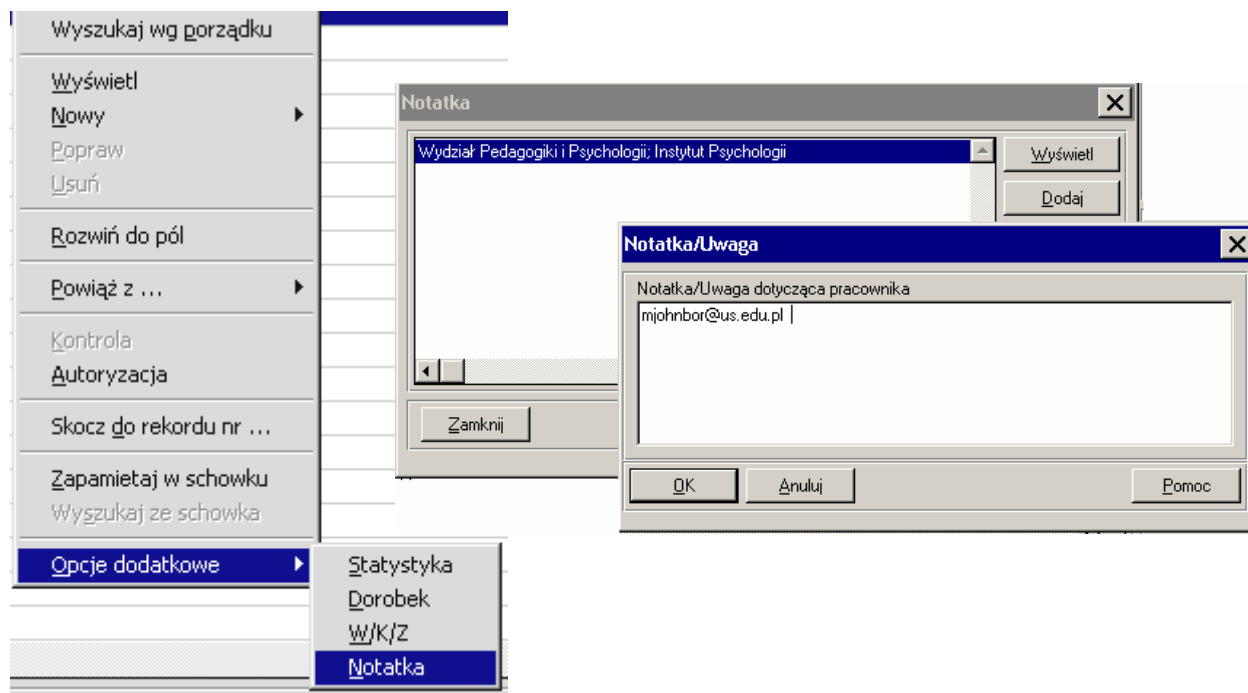 Wyszukaj wg porządku
Wyświetl
Nowy
Popraw
Usuń
Rozwiń do pól
Powiąż z ...
Kontrola
Autoryzacja
Skocz do rekordu nr ...
Zapamietaj w schowku
Wyszukaj ze schowka
Opcje dodatkowe
Statystyka
Dorobek
W/K/Z
Notatka
Notatka
Wydział Pedagogiki i Psychologii; Instytut Psychologii
Wyświetl
Dodaj
Zamknij
Notatka/Uwaga
Notatka/Uwaga dotycząca pracownika
mjohnbor@us.edu.pl
OK
Anuluj
Pomoc